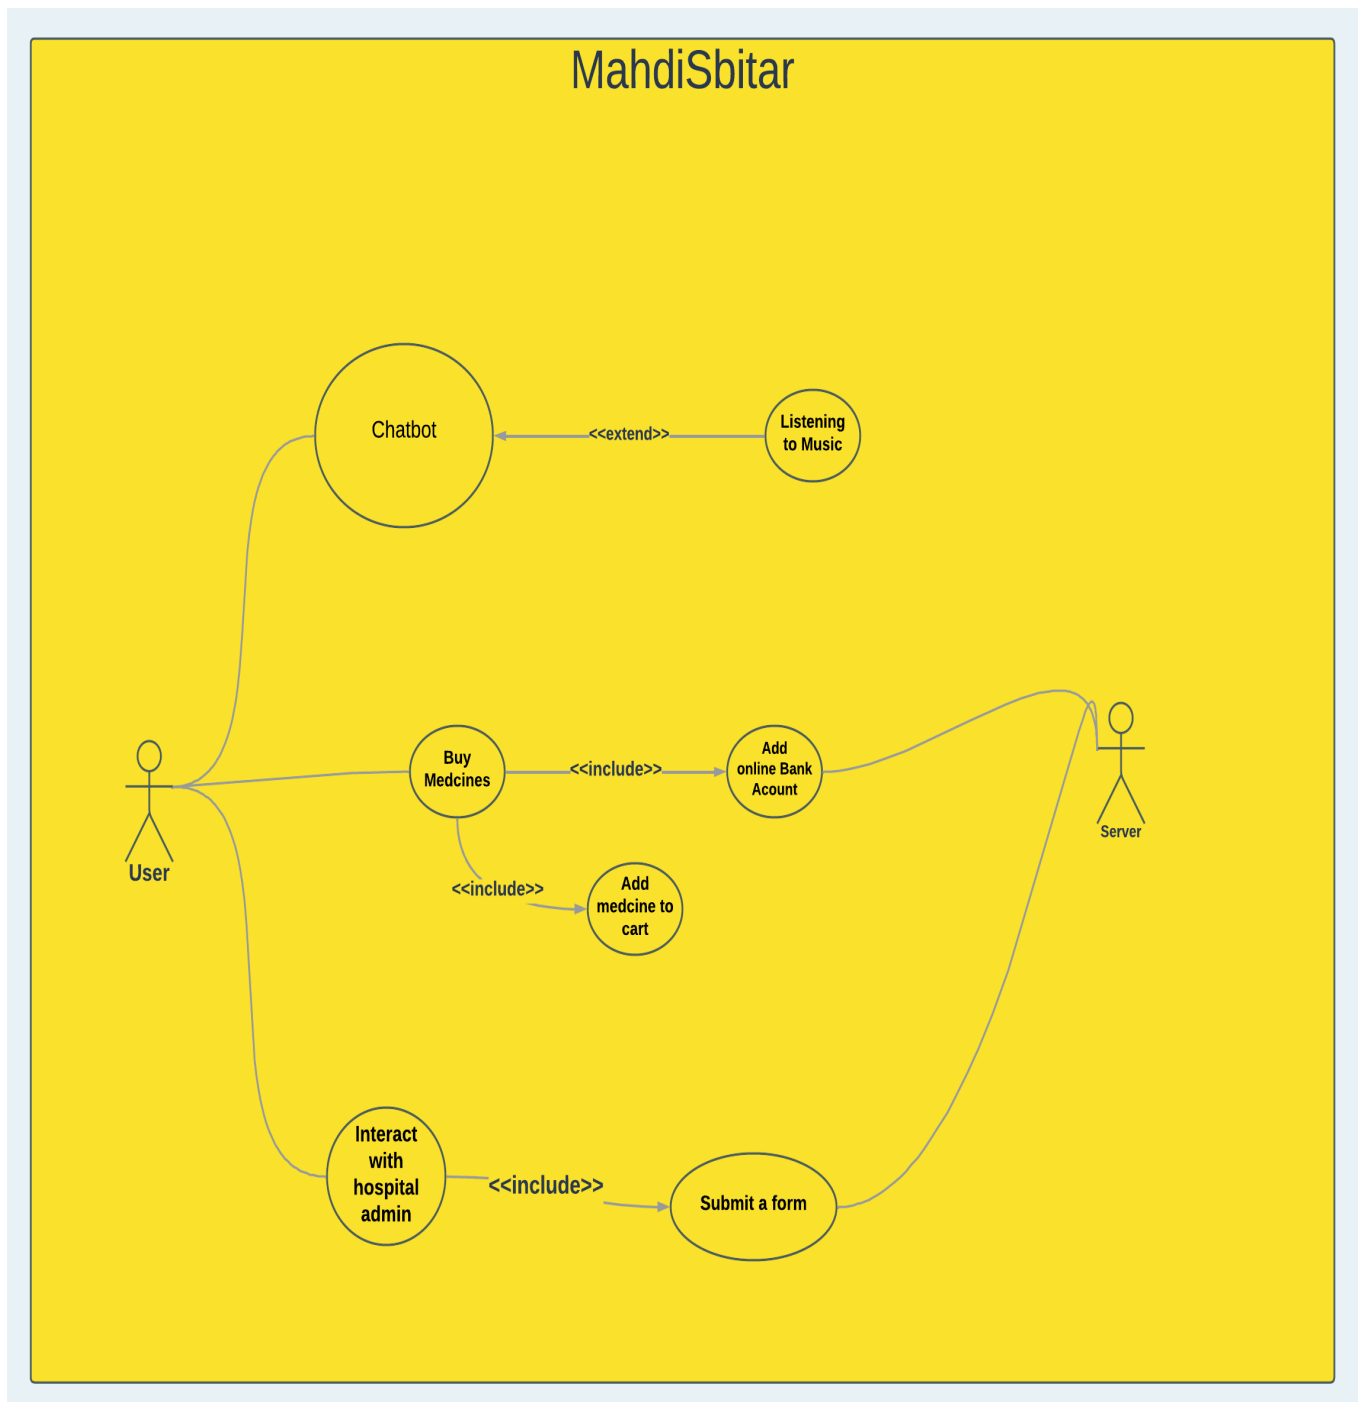 MahdiSbitar
Chatbot
<<extend>>
Listening
to Music
Buy
Medcines
<<include>>
Add
online Bank
Acount
Server
User
<<include>>
Add
medcine to
cart
Interact
with
hospital
admin
<<include>>
Submit a form